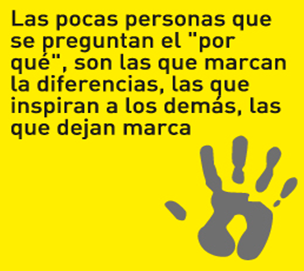 Las pocas personas que
se preguntan el "por
qué", son las que marcan
la diferencias, las que
inspiran a los demás, las
que dejan marca